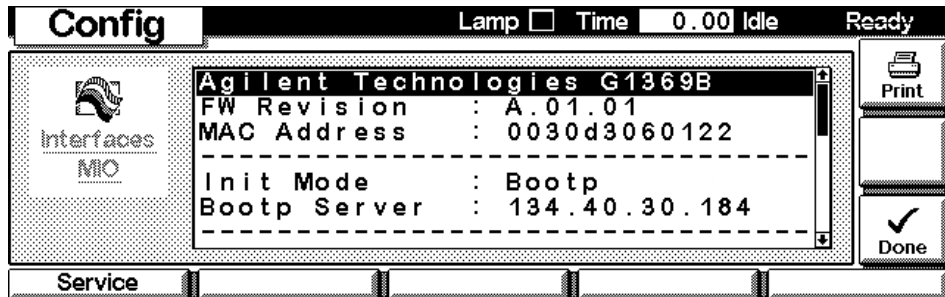 Config Lamp Time 0.00 Idle Ready
Agilent Technologies G1369B
FW Revision : A.01.01
MAC Address : 0030d3060122
Init Mode : Bootp
Bootp Server : 134.40.30.184
Interfaces
MIO
Print
Done
Service